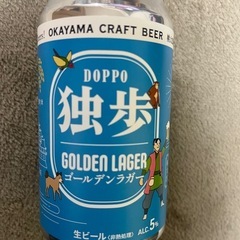 OKAYAMA CRAFT BEER
DOPPO
独歩
GOLDEN LAGER
ゴールデンラガー
生ビール（非熱処理） ALC.5%